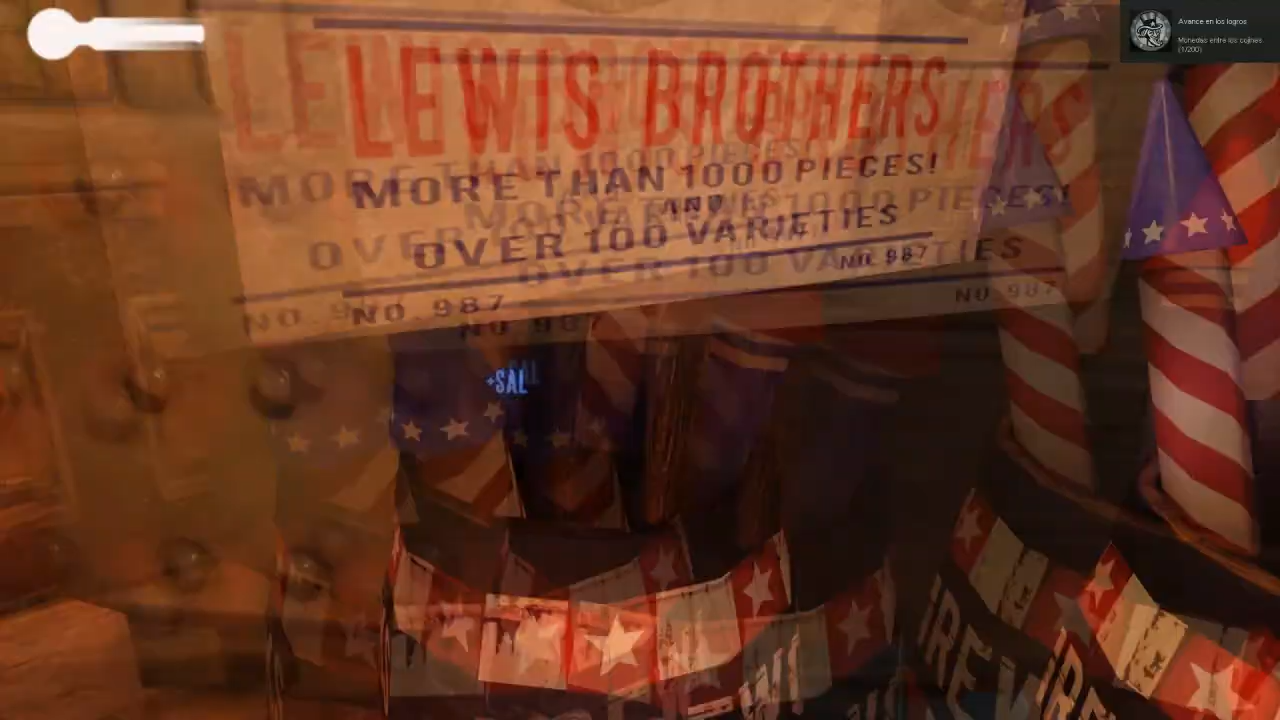 Avance en los logros
Monedas entre los cojines.
(1/200)
LEWIS BROTHERS
MORE THAN 1000 PIECES!
AND
OVER 100 VARIETIES
NO. 987
NO. 987
+SAL
FIREW